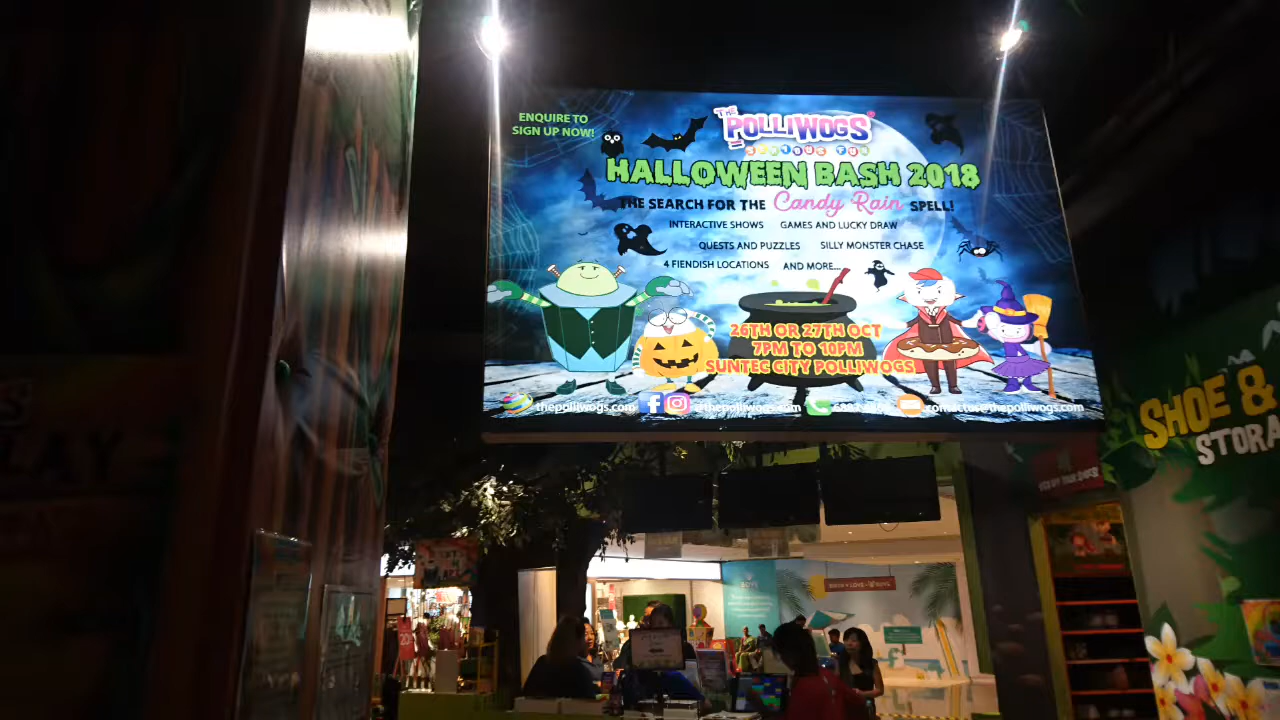 ENQUIRE TO
SIGN UP NOW!
THE
POLLIWOGS
HALLOWEEN BASH 2018
THE SEARCH FOR THE Candy Rain SPELL!
INTERACTIVE SHOWS GAMES AND LUCKY DRAW
QUESTS AND PUZZLES SILLY MONSTER CHASE
4 FIENDISH LOCATIONS AND MORE...
26TH OR 27TH OCT
7PM TO 10PM
SUNTEC CITY POLLIWOGS
thepolliwogs.com
SHOE &
STORA